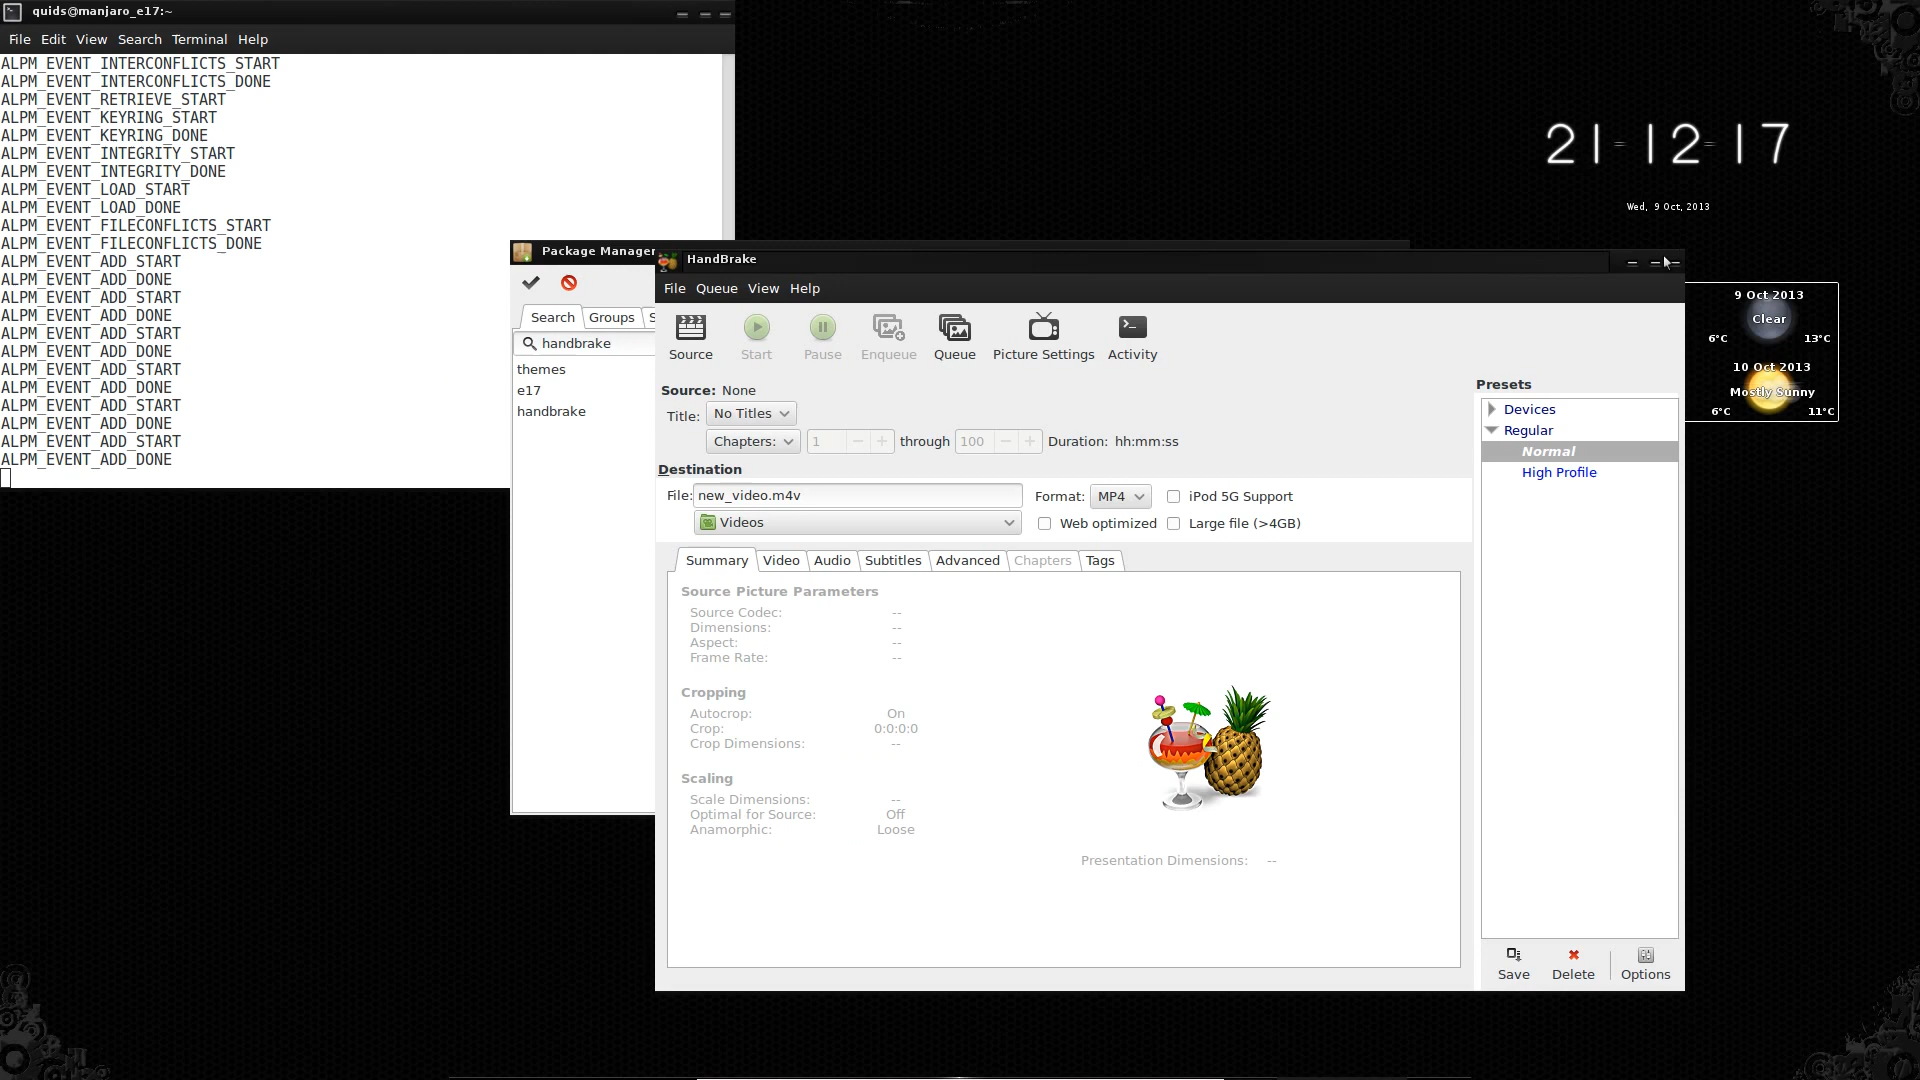 quids@manjaro_e17:~
File Edit View Search Terminal Help
ALPM_EVENT_INTERCONFLICTS_START
ALPM_EVENT_INTERCONFLICTS_DONE
ALPM_EVENT_RETRIEVE_START
ALPM_EVENT_KEYRING_START
ALPM_EVENT_KEYRING_DONE
ALPM_EVENT_INTEGRITY_START
ALPM_EVENT_INTEGRITY_DONE
ALPM_EVENT_LOAD_START
ALPM_EVENT_LOAD_DONE
ALPM_EVENT_FILECONFLICTS_START
ALPM_EVENT_FILECONFLICTS_DONE
ALPM_EVENT_ADD_START
ALPM_EVENT_ADD_DONE
ALPM_EVENT_ADD_START
ALPM_EVENT_ADD_DONE
ALPM_EVENT_ADD_START
ALPM_EVENT_ADD_DONE
ALPM_EVENT_ADD_START
ALPM_EVENT_ADD_DONE
ALPM_EVENT_ADD_START
ALPM_EVENT_ADD_DONE
ALPM_EVENT_ADD_START
ALPM_EVENT_ADD_DONE
21-12-17
Wed, 9 Oct, 2013
9 Oct 2013
Clear
6°C 13°C
10 Oct 2013
Mostly Sunny
6°C 11°C
Package Manager
Search Groups S
handbrake
themes
e17
handbrake
HandBrake
File Queue View Help
Source Start Pause Enqueue Queue Picture Settings Activity
Source: None
Title: No Titles
Chapters: 1 through 100 Duration: hh:mm:ss
Destination
File: new_video.m4v Format: MP4 iPod 5G Support
Videos Web optimized Large file (>4GB)
Summary Video Audio Subtitles Advanced Chapters Tags
Source Picture Parameters
Source Codec: --
Dimensions: --
Aspect: --
Frame Rate: --
Cropping
Autocrop: On
Crop: 0:0:0:0
Crop Dimensions: --
Scaling
Scale Dimensions: --
Optimal for Source: Off
Anamorphic: Loose
Presentation Dimensions: --
Presets
Devices
Regular
Normal
High Profile
Save Delete Options